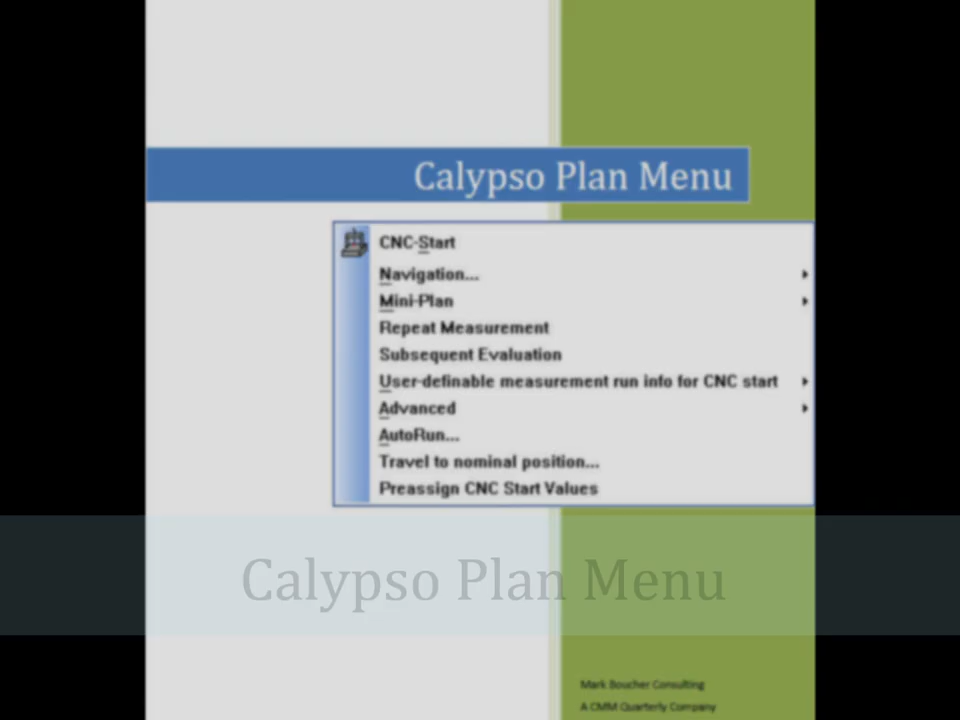 Calypso Plan Menu
CNC-Start
Navigation...
Mini-Plan
Repeat Measurement
Subsequent Evaluation
User-definable measurement run info for CNC start
Advanced
AutoRun...
Travel to nominal position...
Preassign CNC Start Values
Calypso Plan Menu
Mark Boucher Consulting
A CMM Quarterly Company